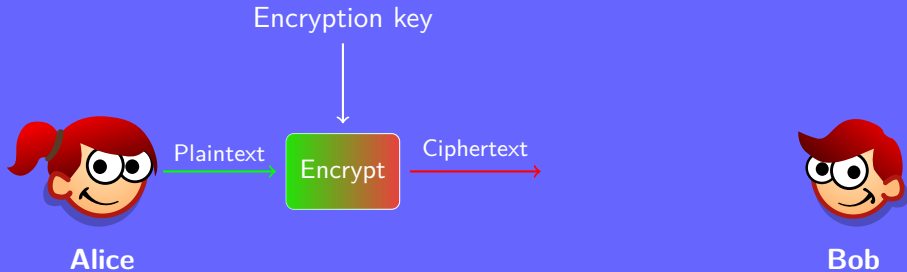 Encryption key
Plaintext
Encrypt
Ciphertext
Alice
Bob